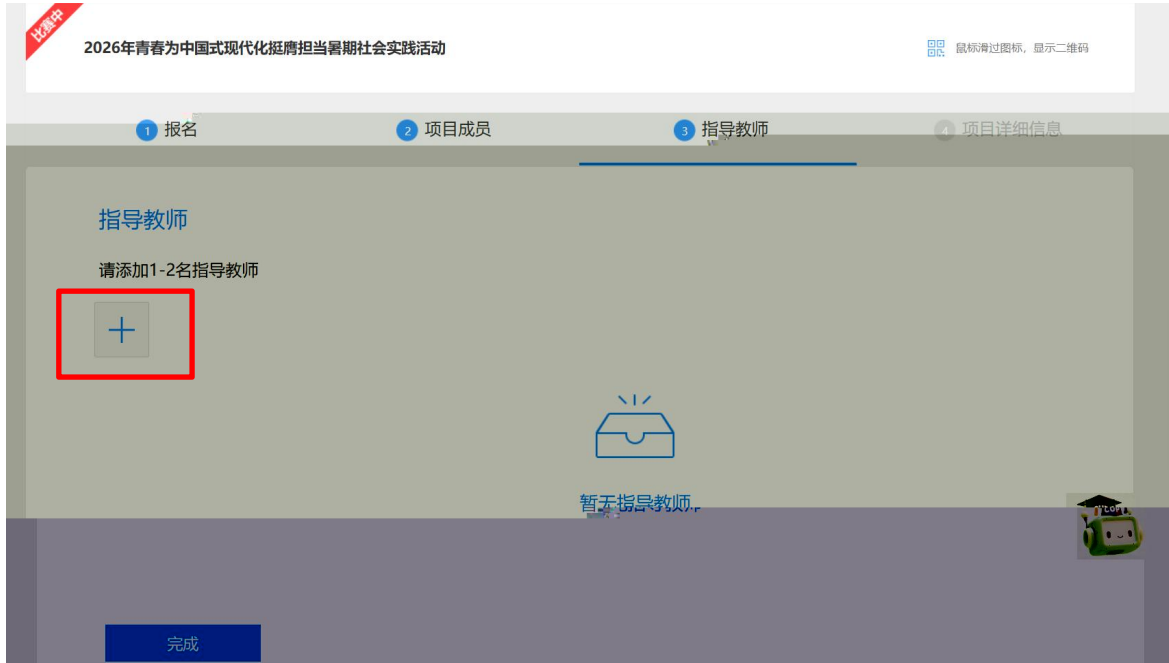 比赛中
2026年青春为中国式现代化挺膺担当暑期社会实践活动
鼠标滑过图标，显示二维码
1 报名
2 项目成员
3 指导教师
4 项目详细信息
指导教师
请添加1-2名指导教师
暂无指导教师
完成